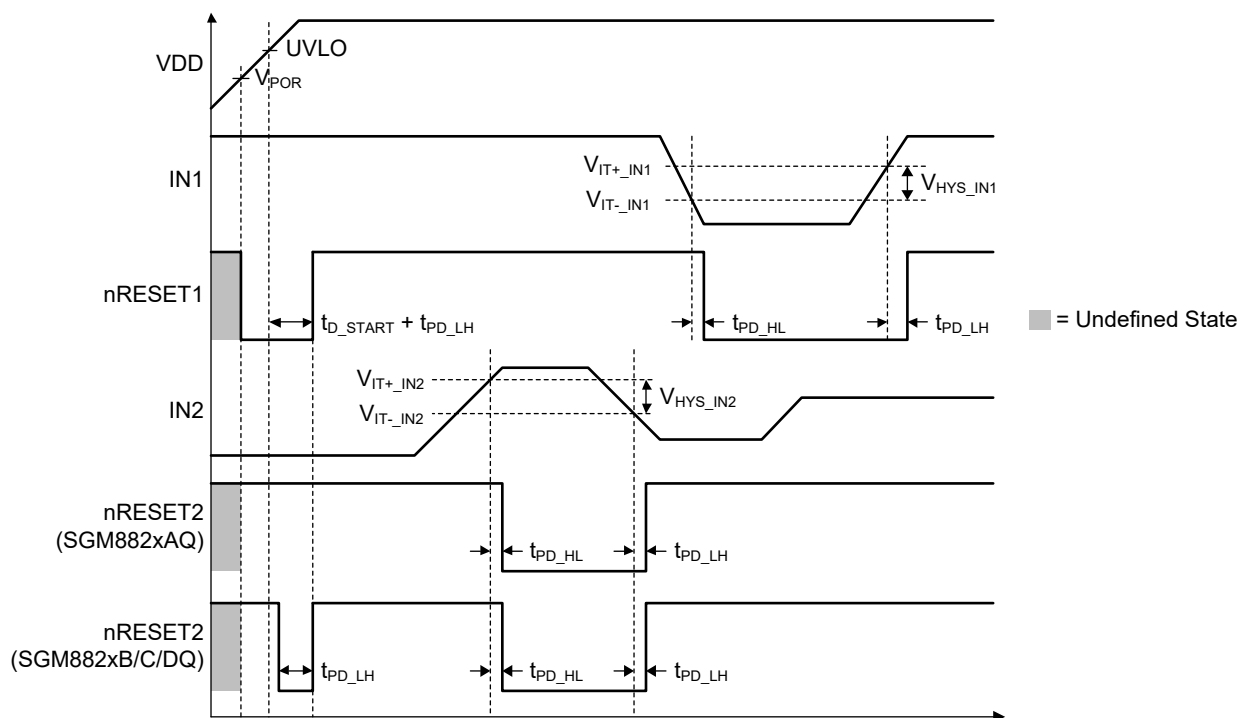 VDD
UVLO
VPOR
IN1
VIT+_IN1
VIT-_IN1
VHYS_IN1
nRESET1
tD_START + tPD_LH
tPD_HL
tPD_LH
= Undefined State
IN2
VIT+_IN2
VIT-_IN2
VHYS_IN2
nRESET2
(SGM882xAQ)
tPD_HL
tPD_LH
nRESET2
(SGM882xB/C/DQ)
tPD_LH
tPD_HL
tPD_LH